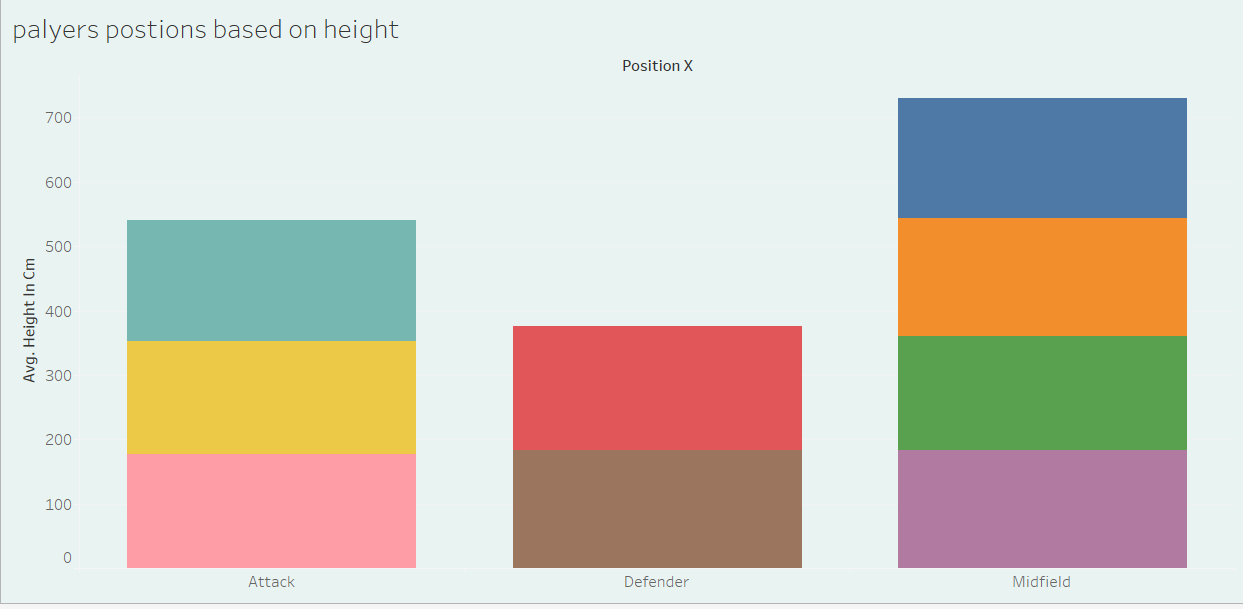 palyers postions based on height
Position X
Avg. Height In Cm
700
600
500
400
300
200
100
0
Attack Defender Midfield